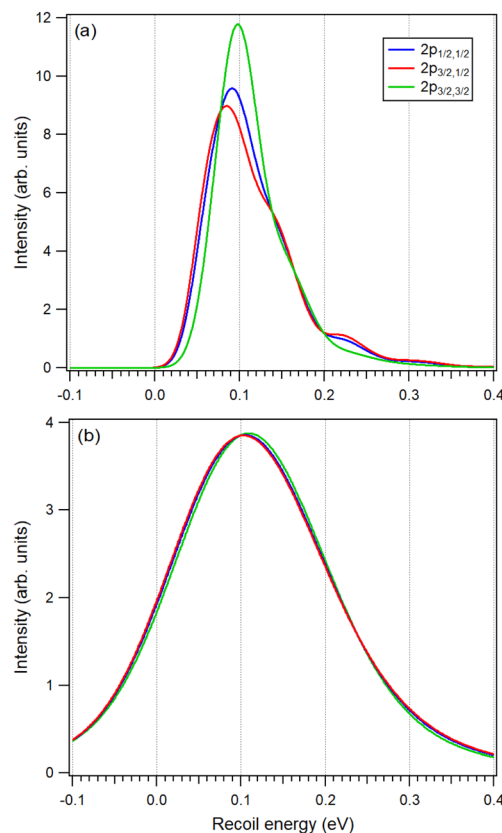 12
(a)
2p1/2,1/2
2p3/2,1/2
2p3/2,3/2
10
8
6
4
2
0
Intensity (arb. units)
-0.1 0.0 0.1 0.2 0.3 0.4
4
(b)
3
2
1
0
Intensity (arb. units)
-0.1 0.0 0.1 0.2 0.3 0.4
Recoil energy (eV)